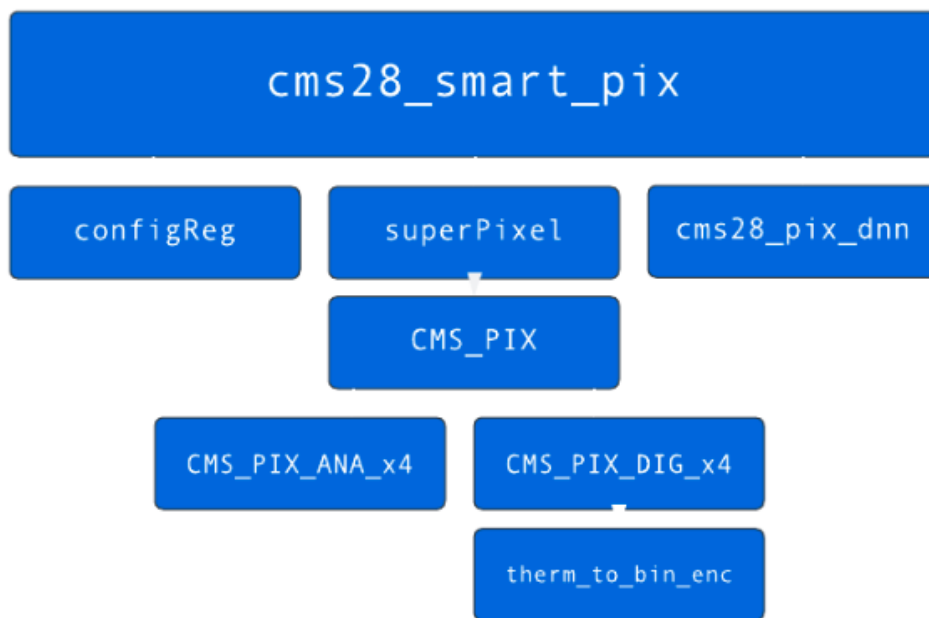 cms28_smart_pix
configReg
superPixel
cms28_pix_dnn
CMS_PIX
CMS_PIX_ANA_x4
CMS_PIX_DIG_x4
therm_to_bin_enc